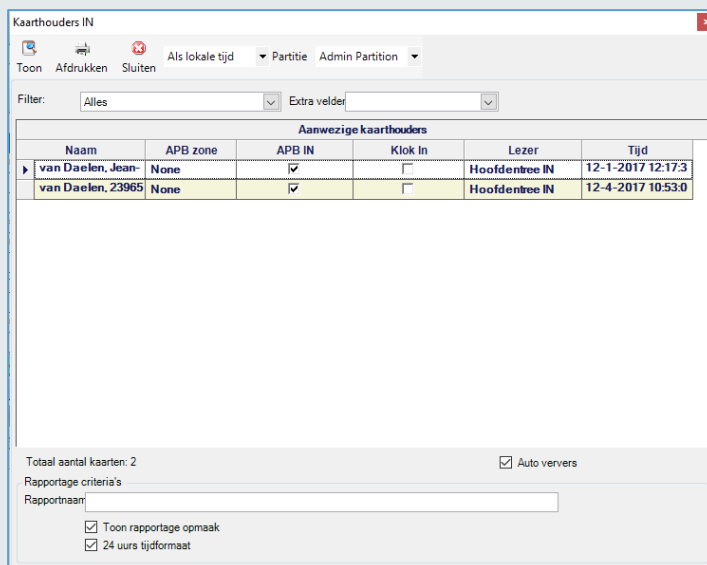 Kaarthouders IN
Toon Afdrukken Sluiten Als lokale tijd Partitie Admin Partition
Filter: Alles Extra velder
Aanwezige kaarthouders
Naam APB zone APB IN Klok In Lezer Tijd
van Daelen, Jean- None Hoofdentree IN 12-1-2017 12:17:3
van Daelen, 23965 None Hoofdentree IN 12-4-2017 10:53:0
Totaal aantal kaarten: 2 Auto ververs
Rapportage criteria's
Rapportnaam
Toon rapportage opmaak
24 uurs tijdformaat